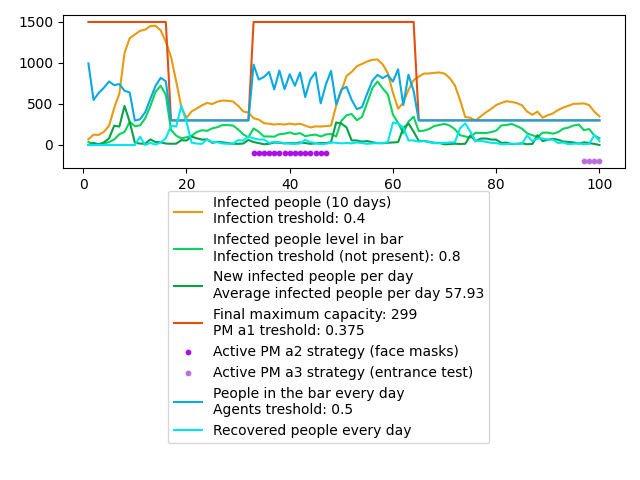 1500
1000
500
0
0 20 40 60 80 100
Infected people (10 days)
Infection treshold: 0.4
Infected people level in bar
Infection treshold (not present): 0.8
New infected people per day
Average infected people per day 57.93
Final maximum capacity: 299
PM a1 treshold: 0.375
Active PM a2 strategy (face masks)
Active PM a3 strategy (entrance test)
People in the bar every day
Agents treshold: 0.5
Recovered people every day